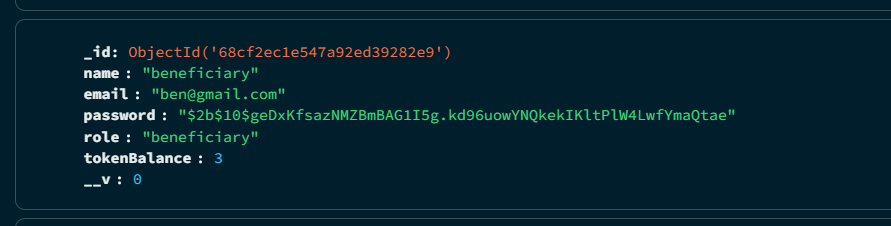 _id: ObjectId('68cf2ec1e547a92ed39282e9')
name : "beneficiary"
email : "ben@gmail.com"
password : "$2b$10$geDxKfsazNMZBmBAG1I5g.kd96uowYNQkekIKltPlW4LwfYmaQtae"
role : "beneficiary"
tokenBalance : 3
__v : 0